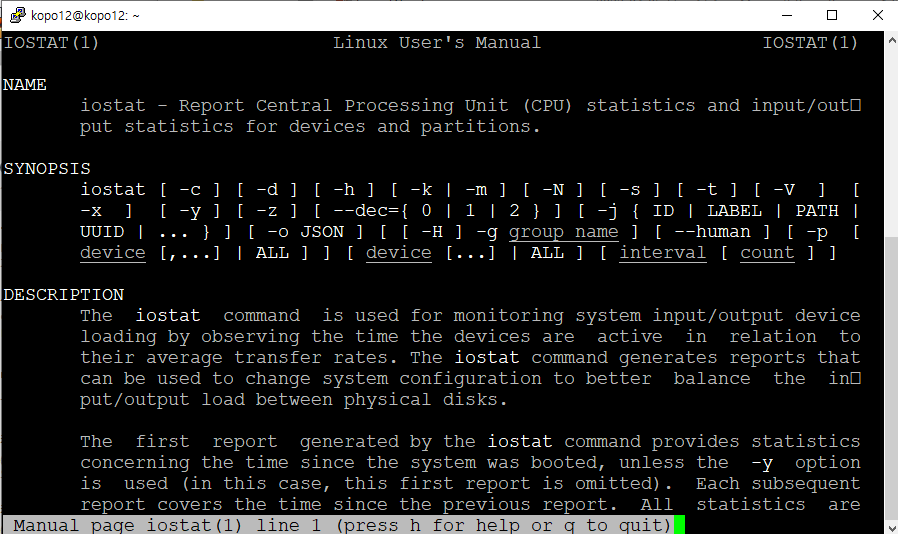 kopo12@kopo12: ~
IOSTAT(1) Linux User's Manual IOSTAT(1)
NAME
iostat - Report Central Processing Unit (CPU) statistics and input/out□
put statistics for devices and partitions.
SYNOPSIS
iostat [ -c ] [ -d ] [ -h ] [ -k | -m ] [ -N ] [ -s ] [ -t ] [ -V ] [
-x ] [ -y ] [ -z ] [ --dec={ 0 | 1 | 2 } ] [ -j { ID | LABEL | PATH |
UUID | ... } ] [ -o JSON ] [ [ -H ] -g group_name ] [ --human ] [ -p [
device [,...] | ALL ] ] [ device [...] | ALL ] [ interval [ count ] ]
DESCRIPTION
The iostat command is used for monitoring system input/output device
loading by observing the time the devices are active in relation to
their average transfer rates. The iostat command generates reports that
can be used to change system configuration to better balance the in□
put/output load between physical disks.
The first report generated by the iostat command provides statistics
concerning the time since the system was booted, unless the -y option
is used (in this case, this first report is omitted). Each subsequent
report covers the time since the previous report. All statistics are
Manual page iostat(1) line 1 (press h for help or q to quit)